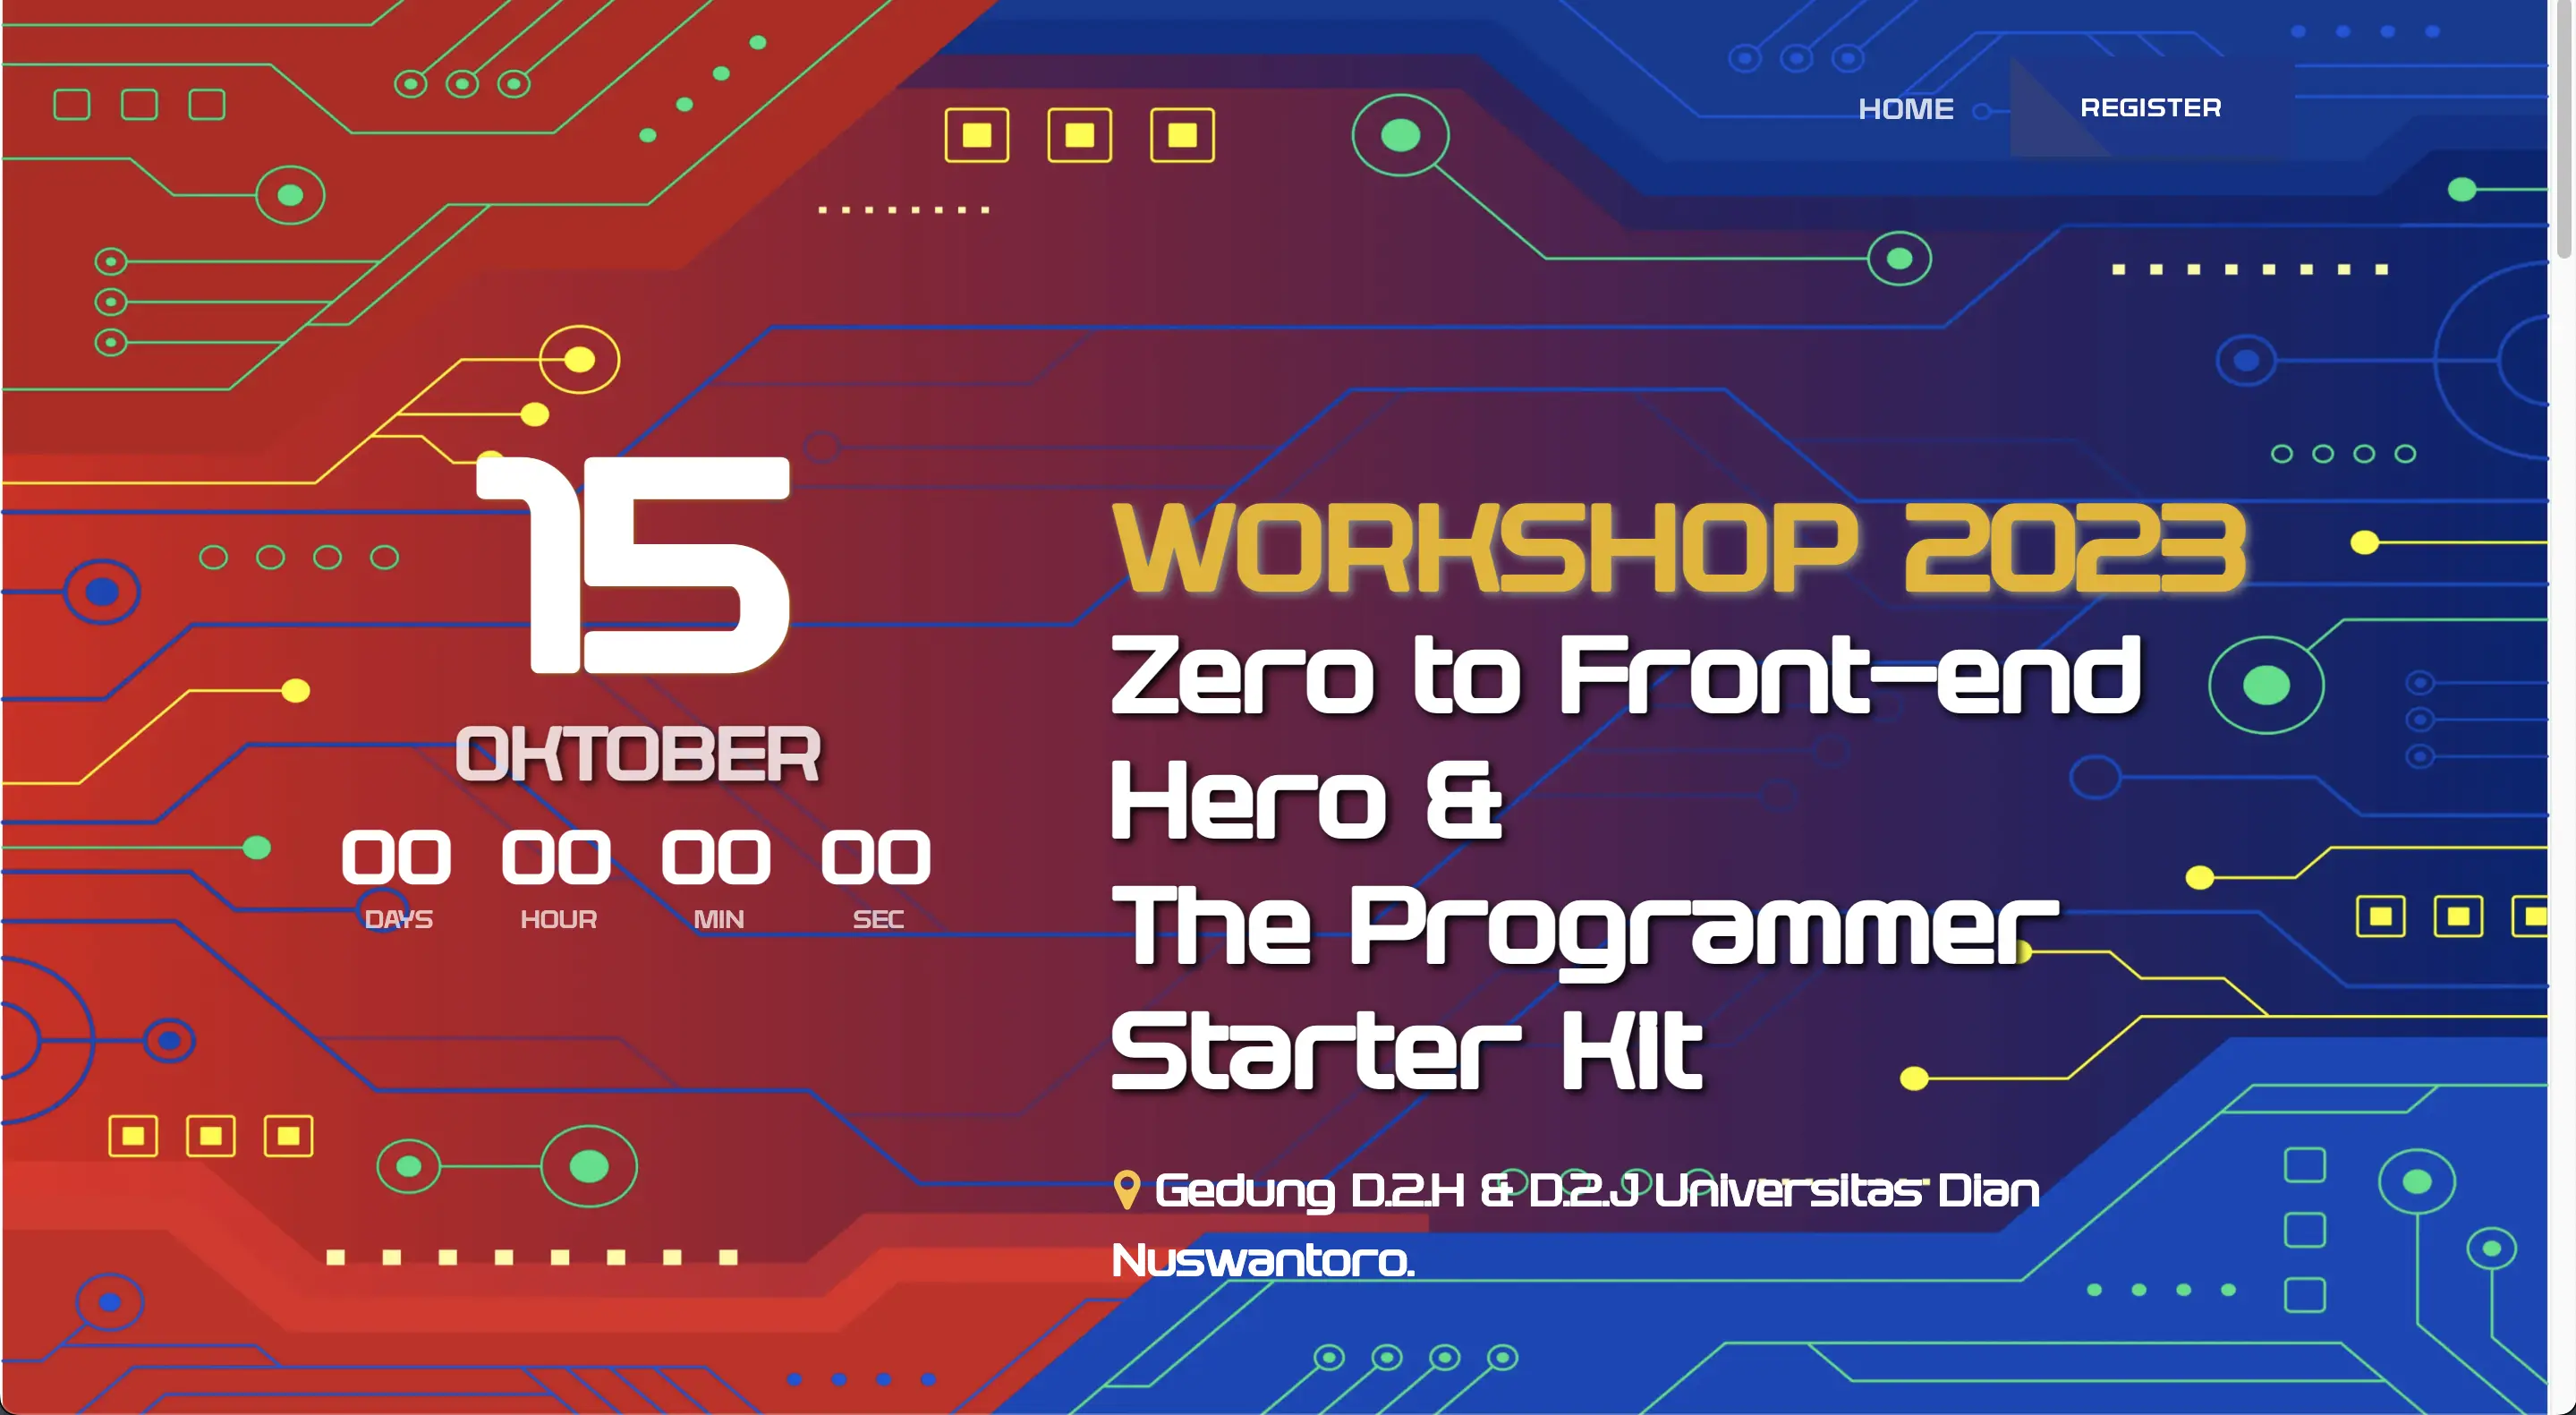 HOME
REGISTER
15
OKTOBER
00 00 00 00
DAYS HOUR MIN SEC
WORKSHOP 2023
Zero to Front-end
Hero &
The Programmer
Starter Kit
Gedung D.2.H & D.2.J Universitas Dian
Nuswantoro.